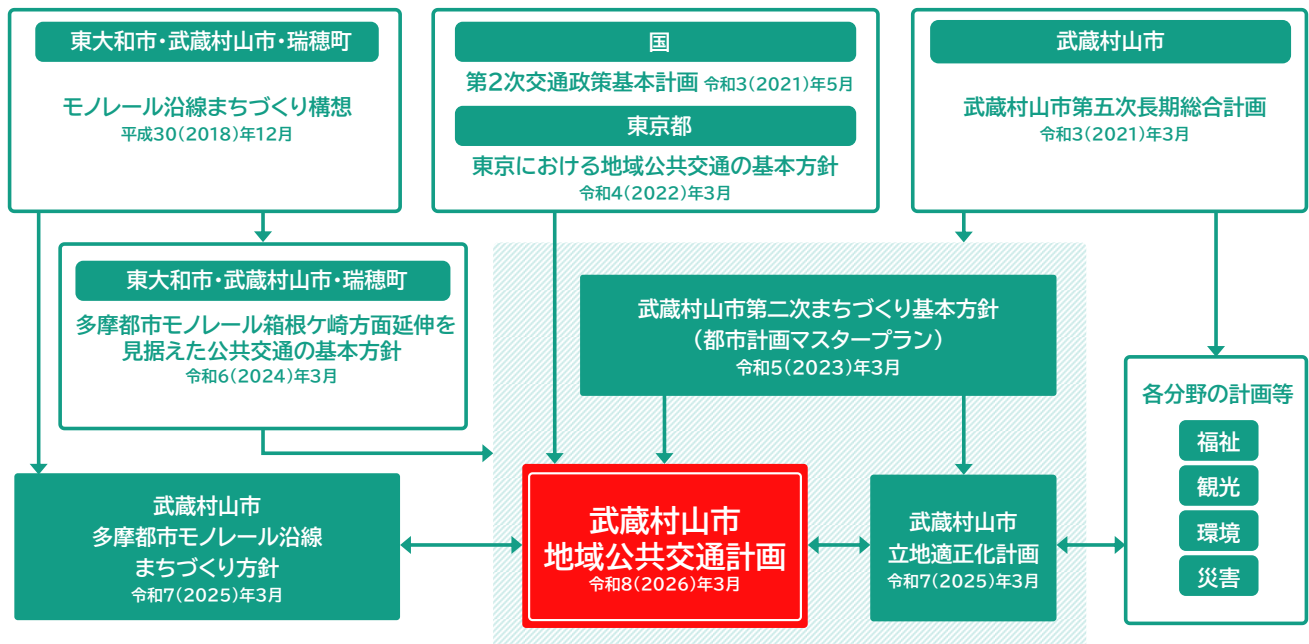 東大和市・武蔵村山市・瑞穂町
モノレール沿線まちづくり構想
平成30(2018)年12月
国
第2次交通政策基本計画 令和3(2021)年5月
東京都
東京における地域公共交通の基本方針
令和4(2022)年3月
武蔵村山市
武蔵村山市第五次長期総合計画
令和3(2021)年3月
東大和市・武蔵村山市・瑞穂町
多摩都市モノレール箱根ケ崎方面延伸を
見据えた公共交通の基本方針
令和6(2024)年3月
武蔵村山市第二次まちづくり基本方針
(都市計画マスタープラン)
令和5(2023)年3月
各分野の計画等
福祉
観光
環境
災害
武蔵村山市
多摩都市モノレール沿線
まちづくり方針
令和7(2025)年3月
武蔵村山市
地域公共交通計画
令和8(2026)年3月
武蔵村山市
立地適正化計画
令和7(2025)年3月